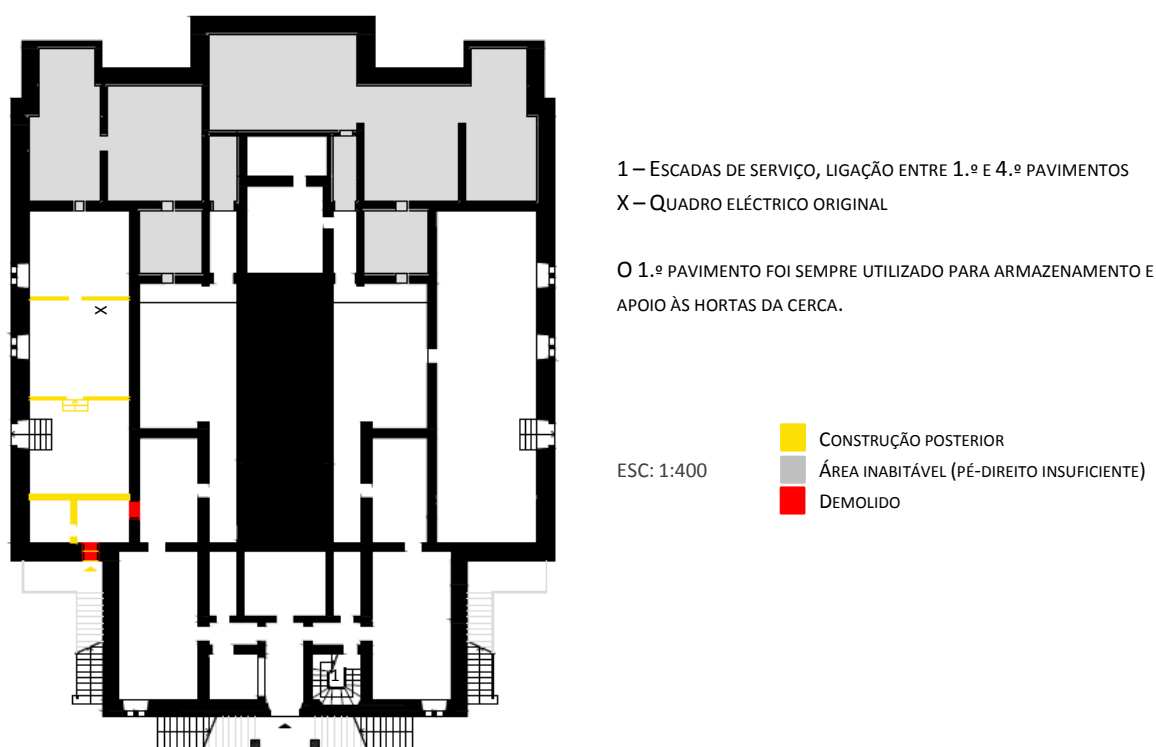 1 – ESCADAS DE SERVIÇO, LIGAÇÃO ENTRE 1.º E 4.º PAVIMENTOS
X – QUADRO ELÉCTRICO ORIGINAL
O 1.º PAVIMENTO FOI SEMPRE UTILIZADO PARA ARMAZENAMENTO E
APOIO ÀS HORTAS DA CERCA.
X
ESC: 1:400
CONSTRUÇÃO POSTERIOR
ÁREA INABITÁVEL (PÉ-DIREITO INSUFICIENTE)
DEMOLIDO
1